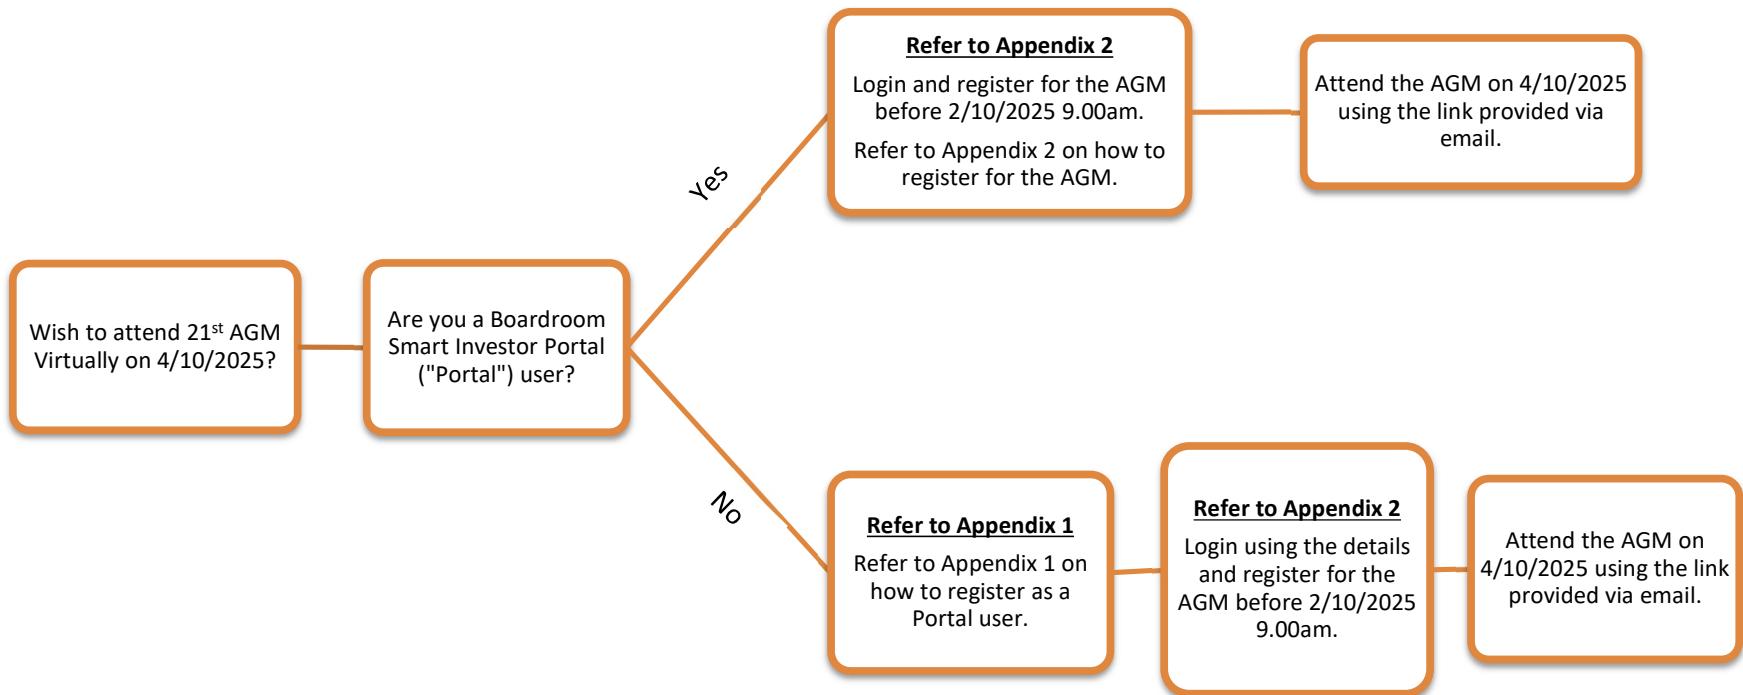 Wish to attend 21st AGM
Virtually on 4/10/2025?
Are you a Boardroom
Smart Investor Portal
("Portal") user?
Yes
Refer to Appendix 2
Login and register for the AGM
before 2/10/2025 9.00am.
Refer to Appendix 2 on how to
register for the AGM.
Attend the AGM on 4/10/2025
using the link provided via
email.
No
Refer to Appendix 1
Refer to Appendix 1 on
how to register as a
Portal user.
Refer to Appendix 2
Login using the details
and register for the
AGM before 2/10/2025
9.00am.
Attend the AGM on
4/10/2025 using the link
provided via email.